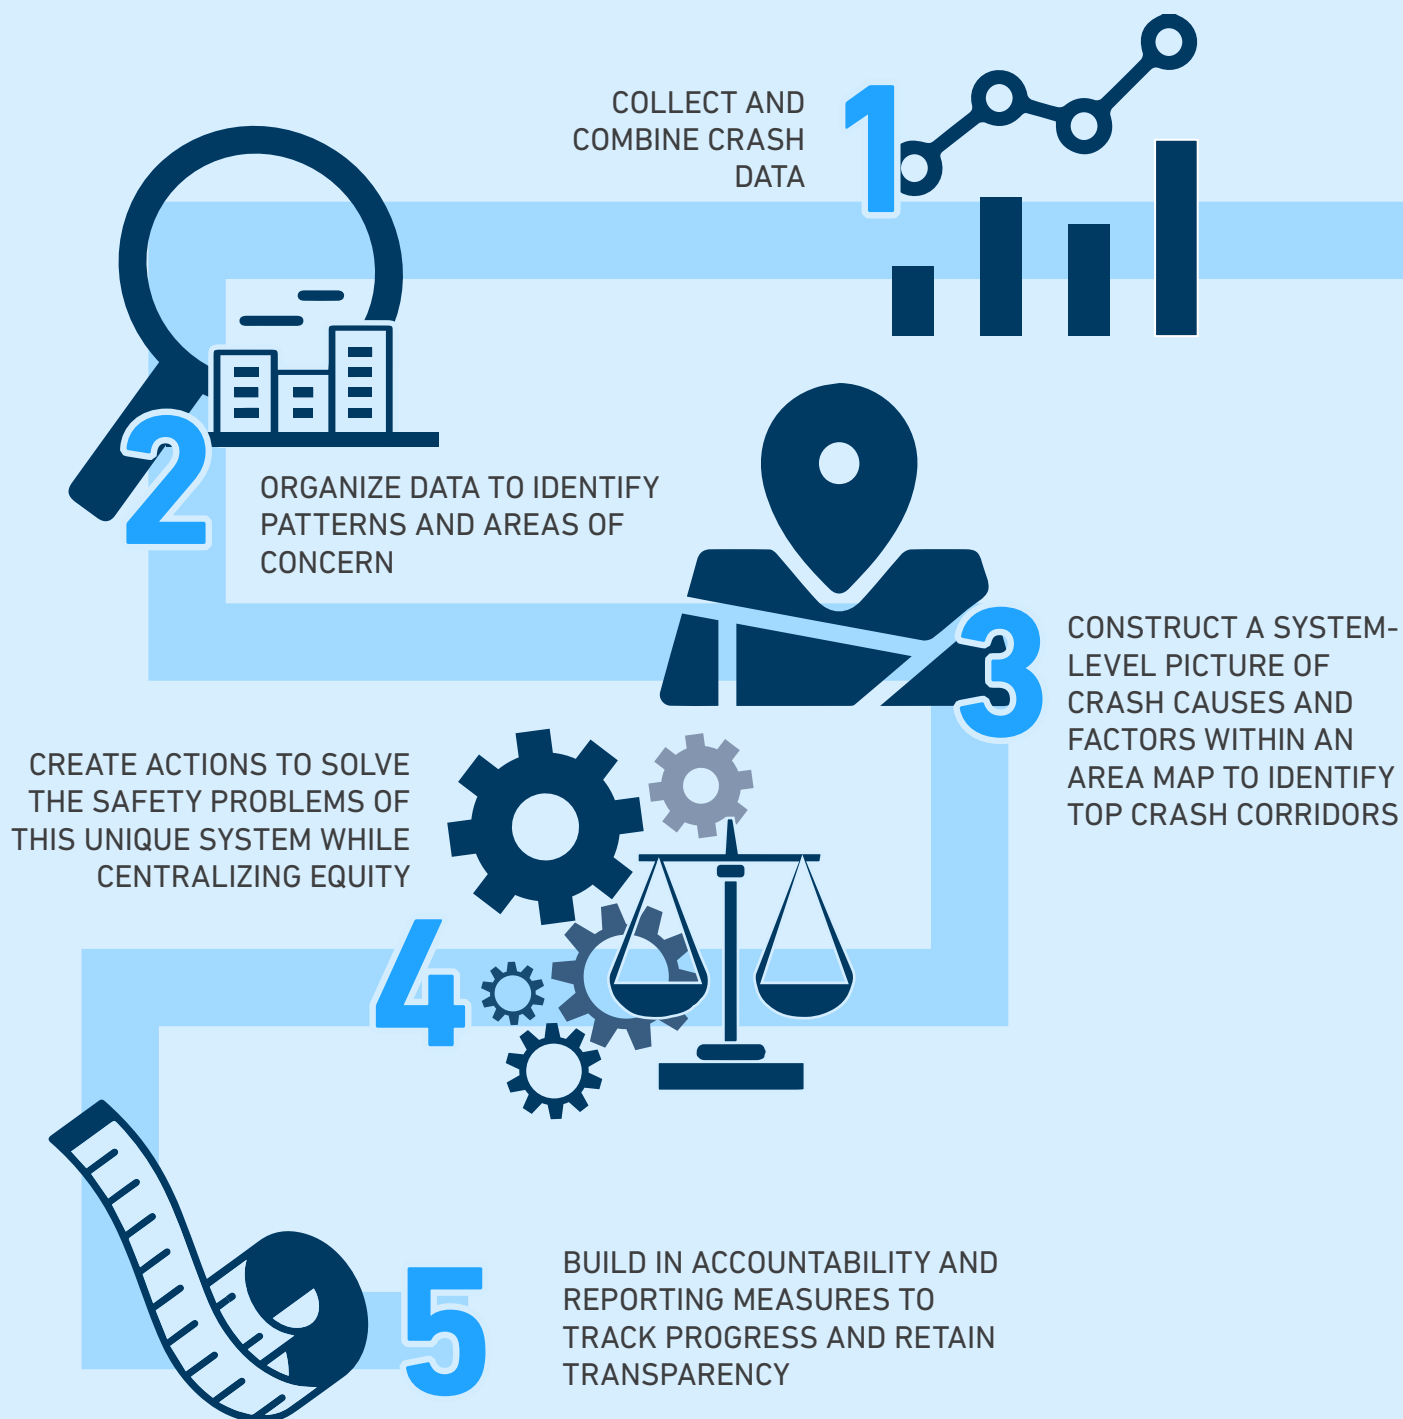 COLLECT AND
COMBINE CRASH
DATA
1
2
ORGANIZE DATA TO IDENTIFY
PATTERNS AND AREAS OF
CONCERN
3
CONSTRUCT A SYSTEM-
LEVEL PICTURE OF
CRASH CAUSES AND
FACTORS WITHIN AN
AREA MAP TO IDENTIFY
TOP CRASH CORRIDORS
CREATE ACTIONS TO SOLVE
THE SAFETY PROBLEMS OF
THIS UNIQUE SYSTEM WHILE
CENTRALIZING EQUITY
4
5
BUILD IN ACCOUNTABILITY AND
REPORTING MEASURES TO
TRACK PROGRESS AND RETAIN
TRANSPARENCY